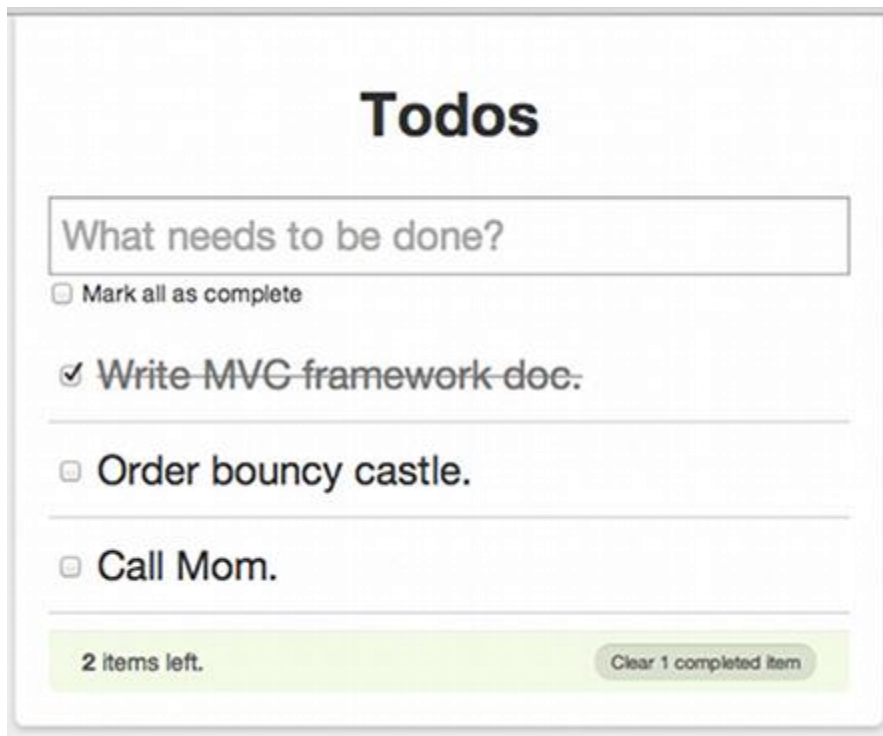 Todos
What needs to be done?
Mark all as complete
Write MVC framework doc.
Order bouncy castle.
Call Mom.
2 items left.
Clear 1 completed item